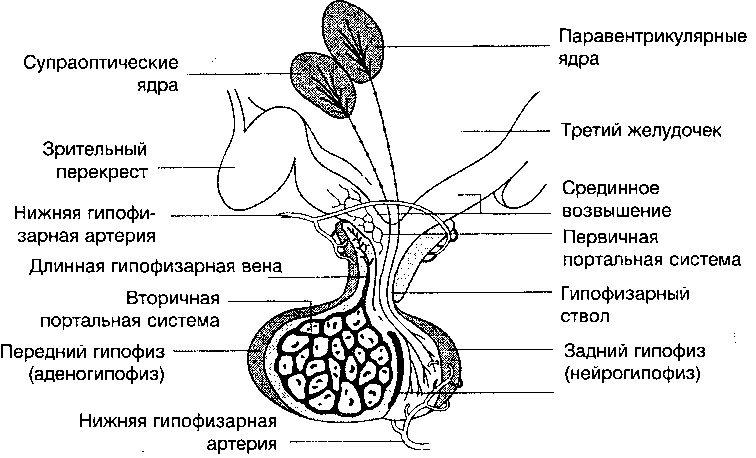 Супраоптические
ядра
Паравентрикулярные
ядра
Зрительный
перекрест
Третий желудочек
Нижняя гипофи-
зарная артерия
Срединное
возвышение
Первичная
портальная система
Длинная гипофизарная вена
Вторичная
портальная система
Гипофизарный
ствол
Передний гипофиз
(аденогипофиз)
Задний гипофиз
(нейрогипофиз)
Нижняя гипофизарная
артерия